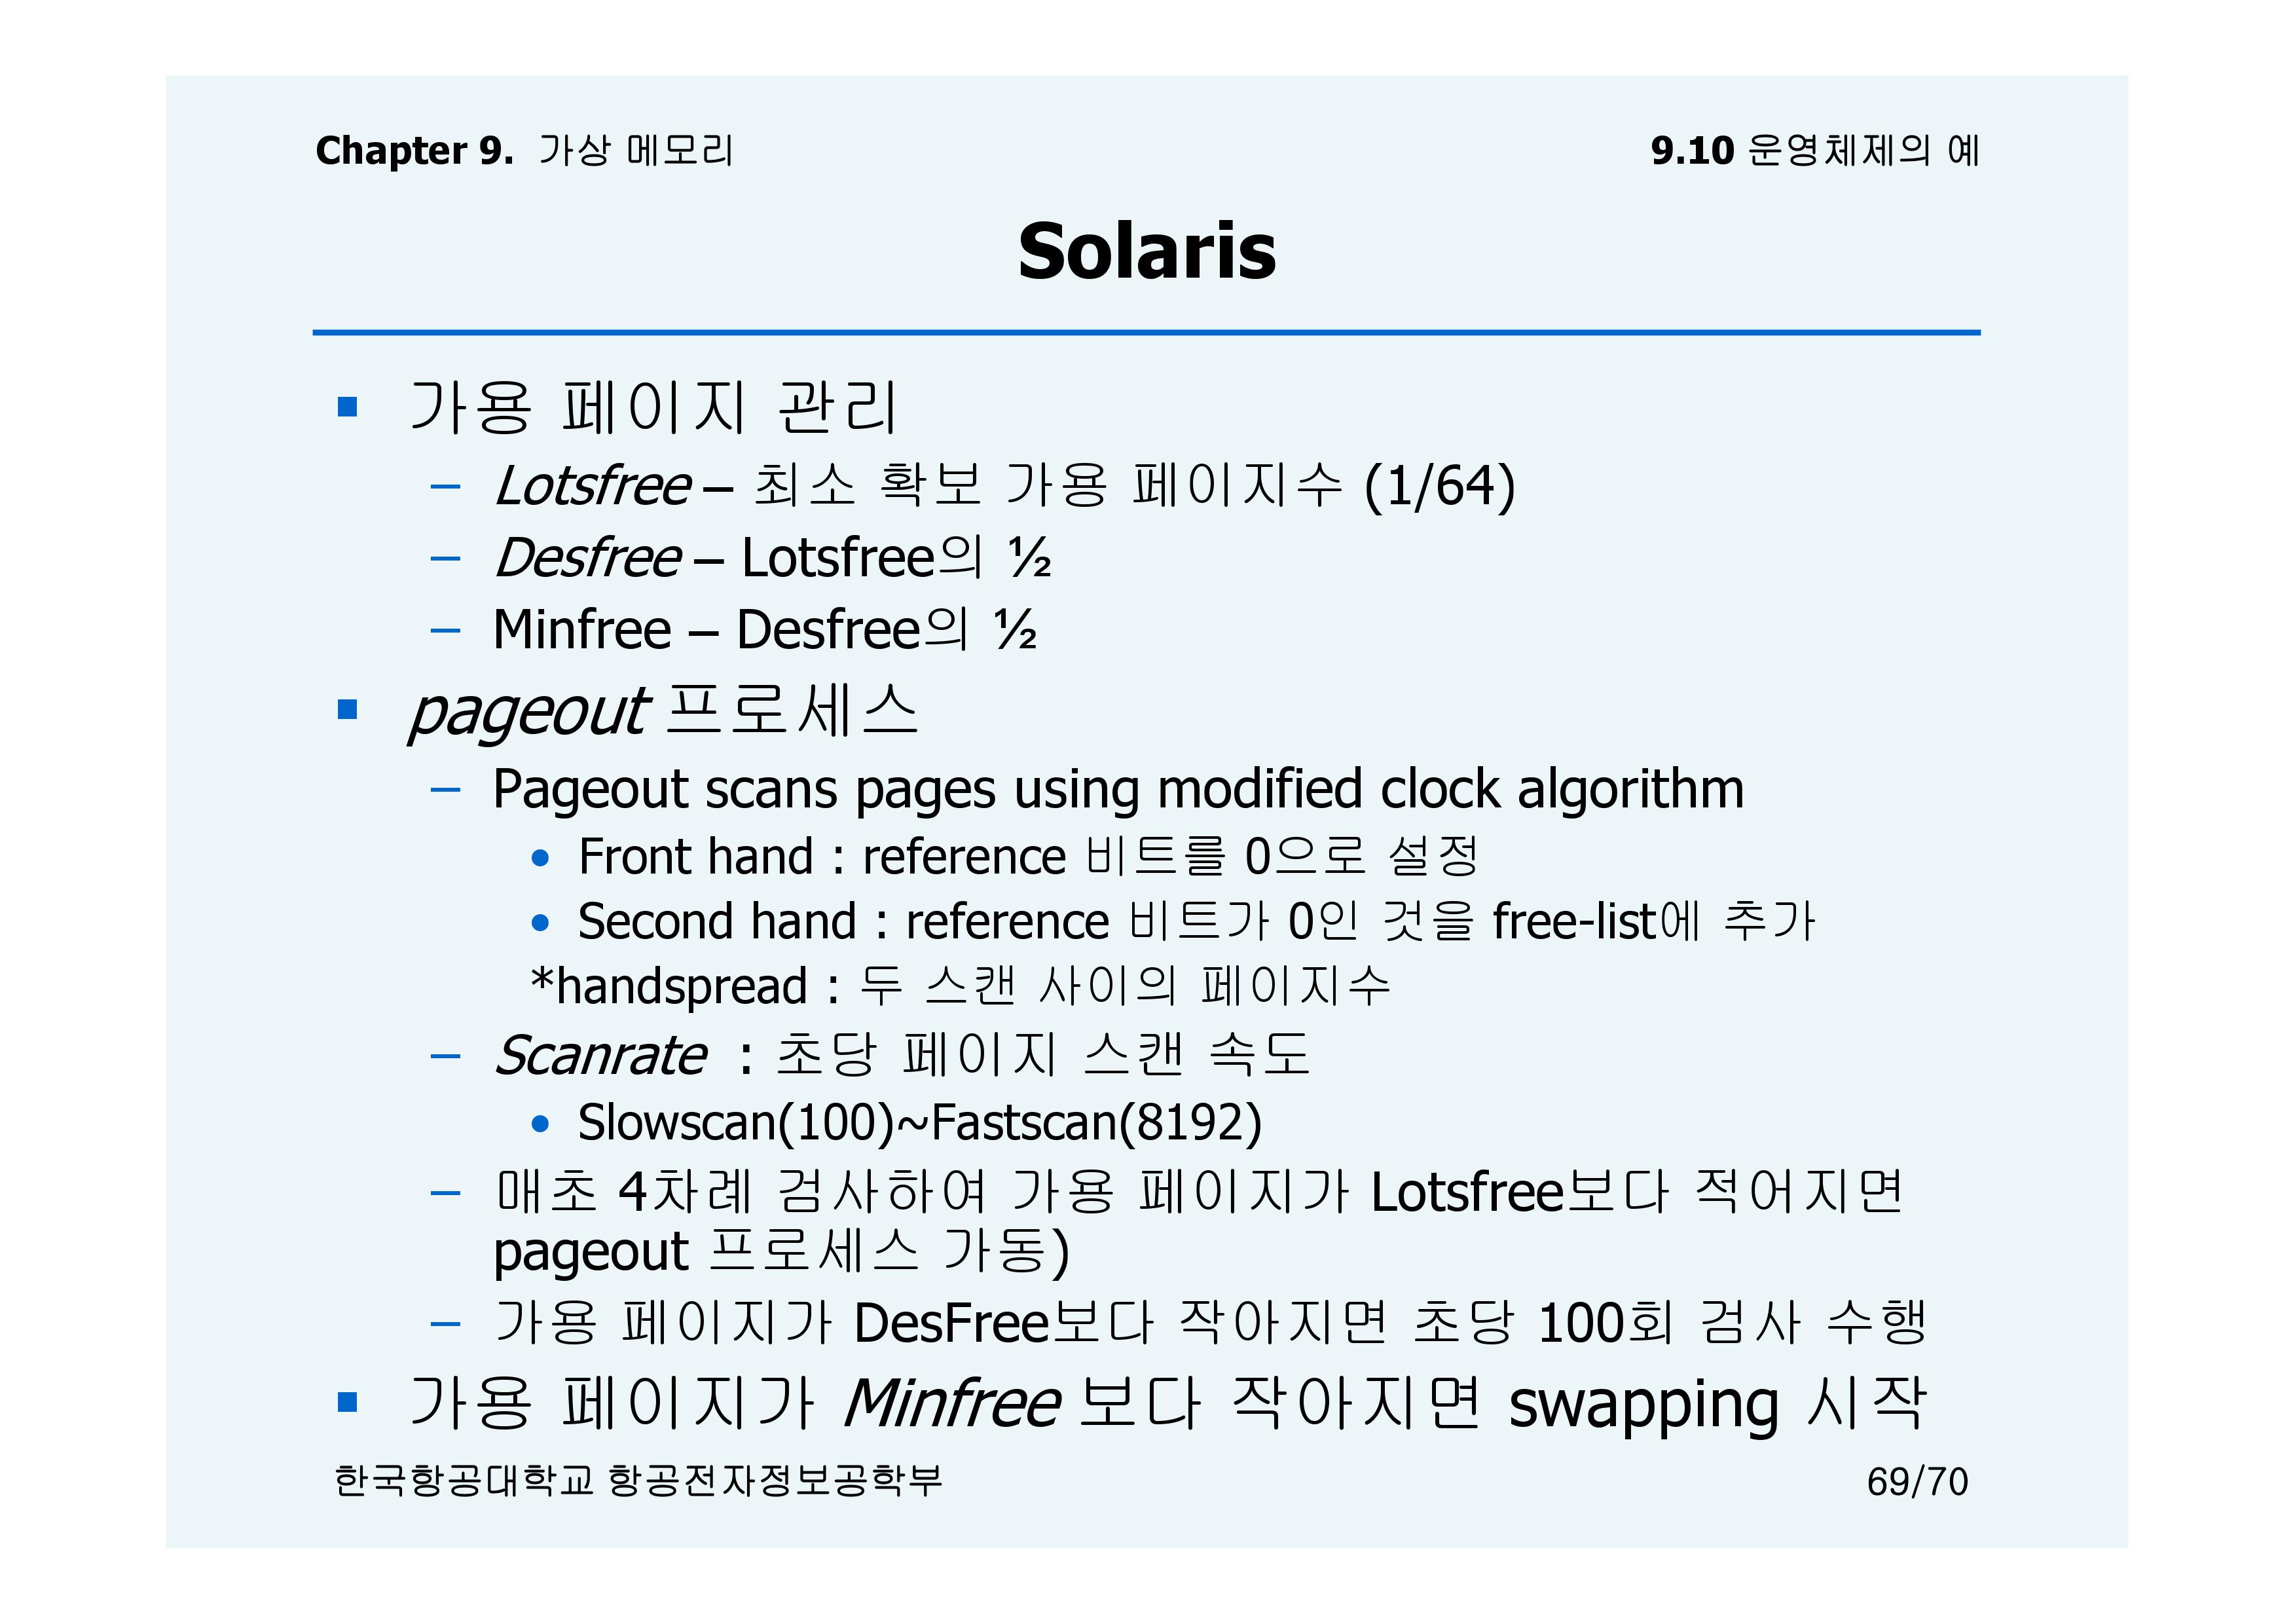 Chapter 9. 가상 메모리
9.10 운영체제의 예
Solaris
■ 가용 페이지 관리
– Lotsfree – 최소 확보 가용 페이지수 (1/64)
– Desfree – Lotsfree의 ½
– Minfree – Desfree의 ½
■ pageout 프로세스
– Pageout scans pages using modified clock algorithm
• Front hand : reference 비트를 0으로 설정
• Second hand : reference 비트가 0인 것을 free-list에 추가
*handspread : 두 스캔 사이의 페이지수
– Scanrate : 초당 페이지 스캔 속도
• Slowscan(100)~Fastscan(8192)
– 매초 4차례 검사하여 가용 페이지가 Lotsfree보다 적어지면
pageout 프로세스 가동)
– 가용 페이지가 DesFree보다 작아지면 초당 100회 검사 수행
■ 가용 페이지가 Minfree 보다 작아지면 swapping 시작
한국항공대학교 항공전자정보공학부
69/70